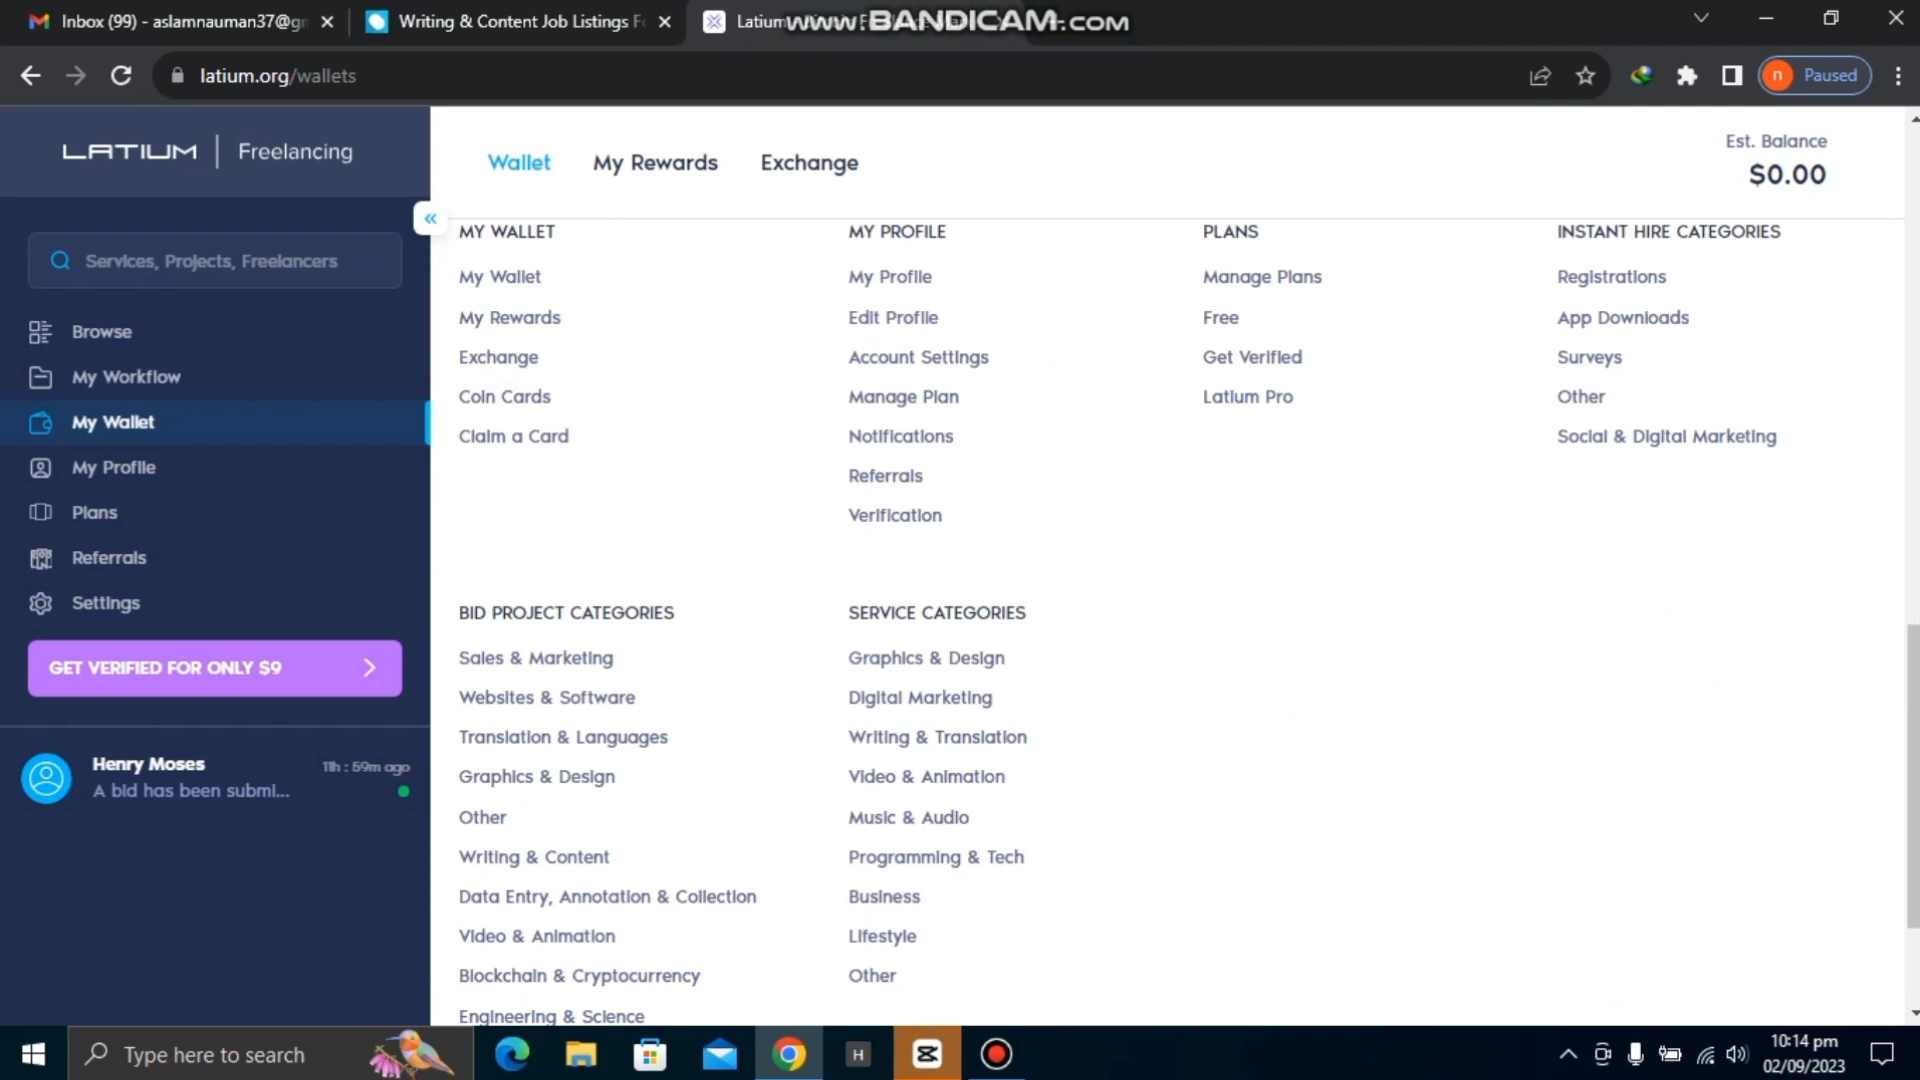 Inbox (99) - aslamnauman37@gm
Writing & Content Job Listings Fo
Latium
www.BANDICAM.com
latium.org/wallets
n
Paused
LATIUM | Freelancing
Services, Projects, Freelancers
Browse
My Workflow
My Wallet
My Profile
Plans
Referrals
Settings
GET VERIFIED FOR ONLY $9
Henry Moses
11h : 59m ago
A bid has been submi...
Wallet
My Rewards
Exchange
Est. Balance
$0.00
MY WALLET
My Wallet
My Rewards
Exchange
Coin Cards
Claim a Card
MY PROFILE
My Profile
Edit Profile
Account Settings
Manage Plan
Notifications
Referrals
Verification
PLANS
Manage Plans
Free
Get Verified
Latium Pro
INSTANT HIRE CATEGORIES
Registrations
App Downloads
Surveys
Other
Social & Digital Marketing
BID PROJECT CATEGORIES
Sales & Marketing
Websites & Software
Translation & Languages
Graphics & Design
Other
Writing & Content
Data Entry, Annotation & Collection
Video & Animation
Blockchain & Cryptocurrency
Engineering & Science
SERVICE CATEGORIES
Graphics & Design
Digital Marketing
Writing & Translation
Video & Animation
Music & Audio
Programming & Tech
Business
Lifestyle
Other
Type here to search
H
10:14 pm
02/09/2023